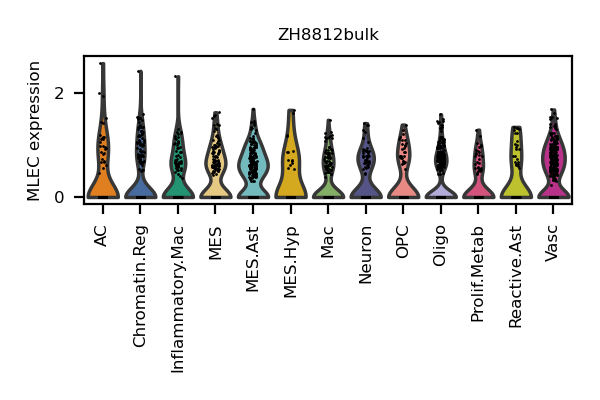 ZH8812bulk
MLEC expression
2
0
AC
Chromatin.Reg
Inflammatory.Mac
MES
MES.Ast
MES.Hyp
Mac
Neuron
OPC
Oligo
Prolif.Metab
Reactive.Ast
Vasc